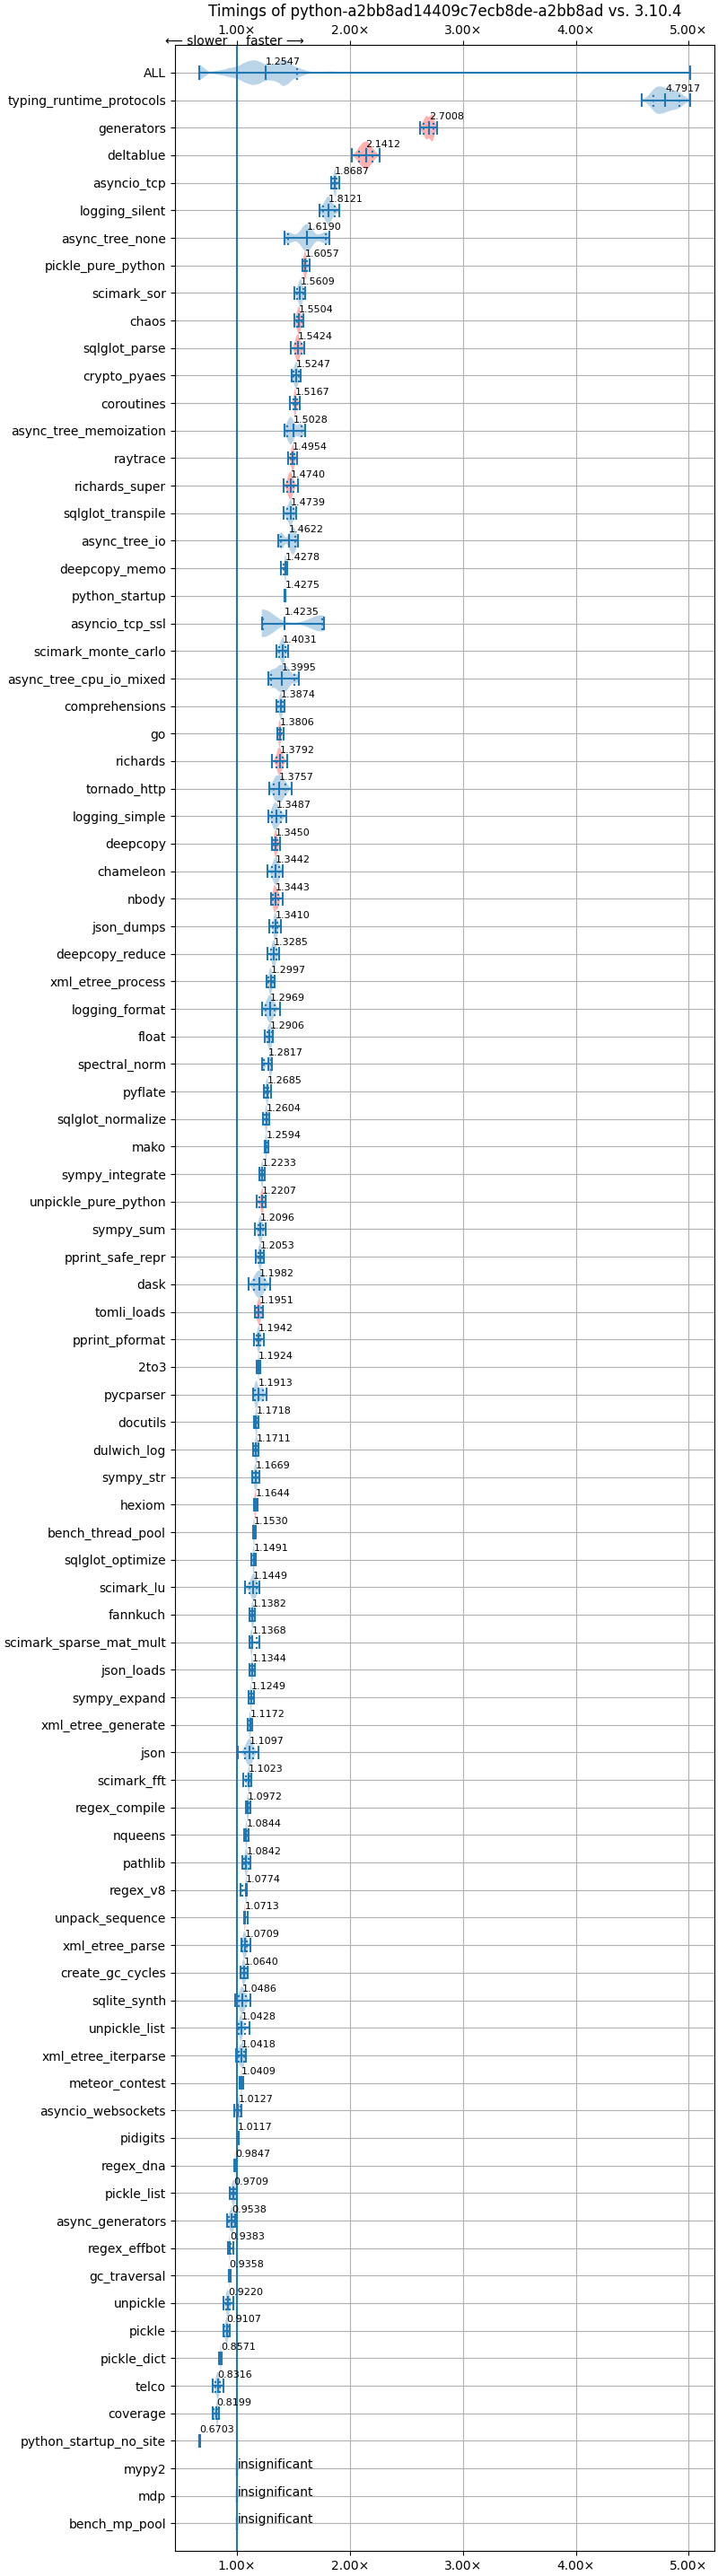 Timings of python-a2bb8ad14409c7ecb8de-a2bb8ad vs. 3.10.4
1.00× 2.00× 3.00× 4.00× 5.00×
⟵ slower faster ⟶
ALL 1.2547
typing_runtime_protocols 4.7917
generators 2.7008
deltablue 2.1412
asyncio_tcp 1.8687
logging_silent 1.8121
async_tree_none 1.6190
pickle_pure_python 1.6057
scimark_sor 1.5609
chaos 1.5504
sqlglot_parse 1.5424
crypto_pyaes 1.5247
coroutines 1.5167
async_tree_memoization 1.5028
raytrace 1.4954
richards_super 1.4740
sqlglot_transpile 1.4739
async_tree_io 1.4622
deepcopy_memo 1.4278
python_startup 1.4275
asyncio_tcp_ssl 1.4235
scimark_monte_carlo 1.4031
async_tree_cpu_io_mixed 1.3995
comprehensions 1.3874
go 1.3806
richards 1.3792
tornado_http 1.3757
logging_simple 1.3487
deepcopy 1.3450
chameleon 1.3442
nbody 1.3443
json_dumps 1.3410
deepcopy_reduce 1.3285
xml_etree_process 1.2997
logging_format 1.2969
float 1.2906
spectral_norm 1.2817
pyflate 1.2685
sqlglot_normalize 1.2604
mako 1.2594
sympy_integrate 1.2233
unpickle_pure_python 1.2207
sympy_sum 1.2096
pprint_safe_repr 1.2053
dask 1.1982
tomli_loads 1.1951
pprint_pformat 1.1942
2to3 1.1924
pycparser 1.1913
docutils 1.1718
dulwich_log 1.1711
sympy_str 1.1669
hexiom 1.1644
bench_thread_pool 1.1530
sqlglot_optimize 1.1491
scimark_lu 1.1449
fannkuch 1.1382
scimark_sparse_mat_mult 1.1368
json_loads 1.1344
sympy_expand 1.1249
xml_etree_generate 1.1172
json 1.1097
scimark_fft 1.1023
regex_compile 1.0972
nqueens 1.0844
pathlib 1.0842
regex_v8 1.0774
unpack_sequence 1.0713
xml_etree_parse 1.0709
create_gc_cycles 1.0640
sqlite_synth 1.0486
unpickle_list 1.0428
xml_etree_iterparse 1.0418
meteor_contest 1.0409
asyncio_websockets 1.0127
pidigits 1.0117
regex_dna 0.9847
pickle_list 0.9709
async_generators 0.9538
regex_effbot 0.9383
gc_traversal 0.9358
unpickle 0.9220
pickle 0.9107
pickle_dict 0.8571
telco 0.8316
coverage 0.8199
python_startup_no_site 0.6703
mypy2 insignificant
mdp insignificant
bench_mp_pool insignificant
1.00× 2.00× 3.00× 4.00× 5.00×